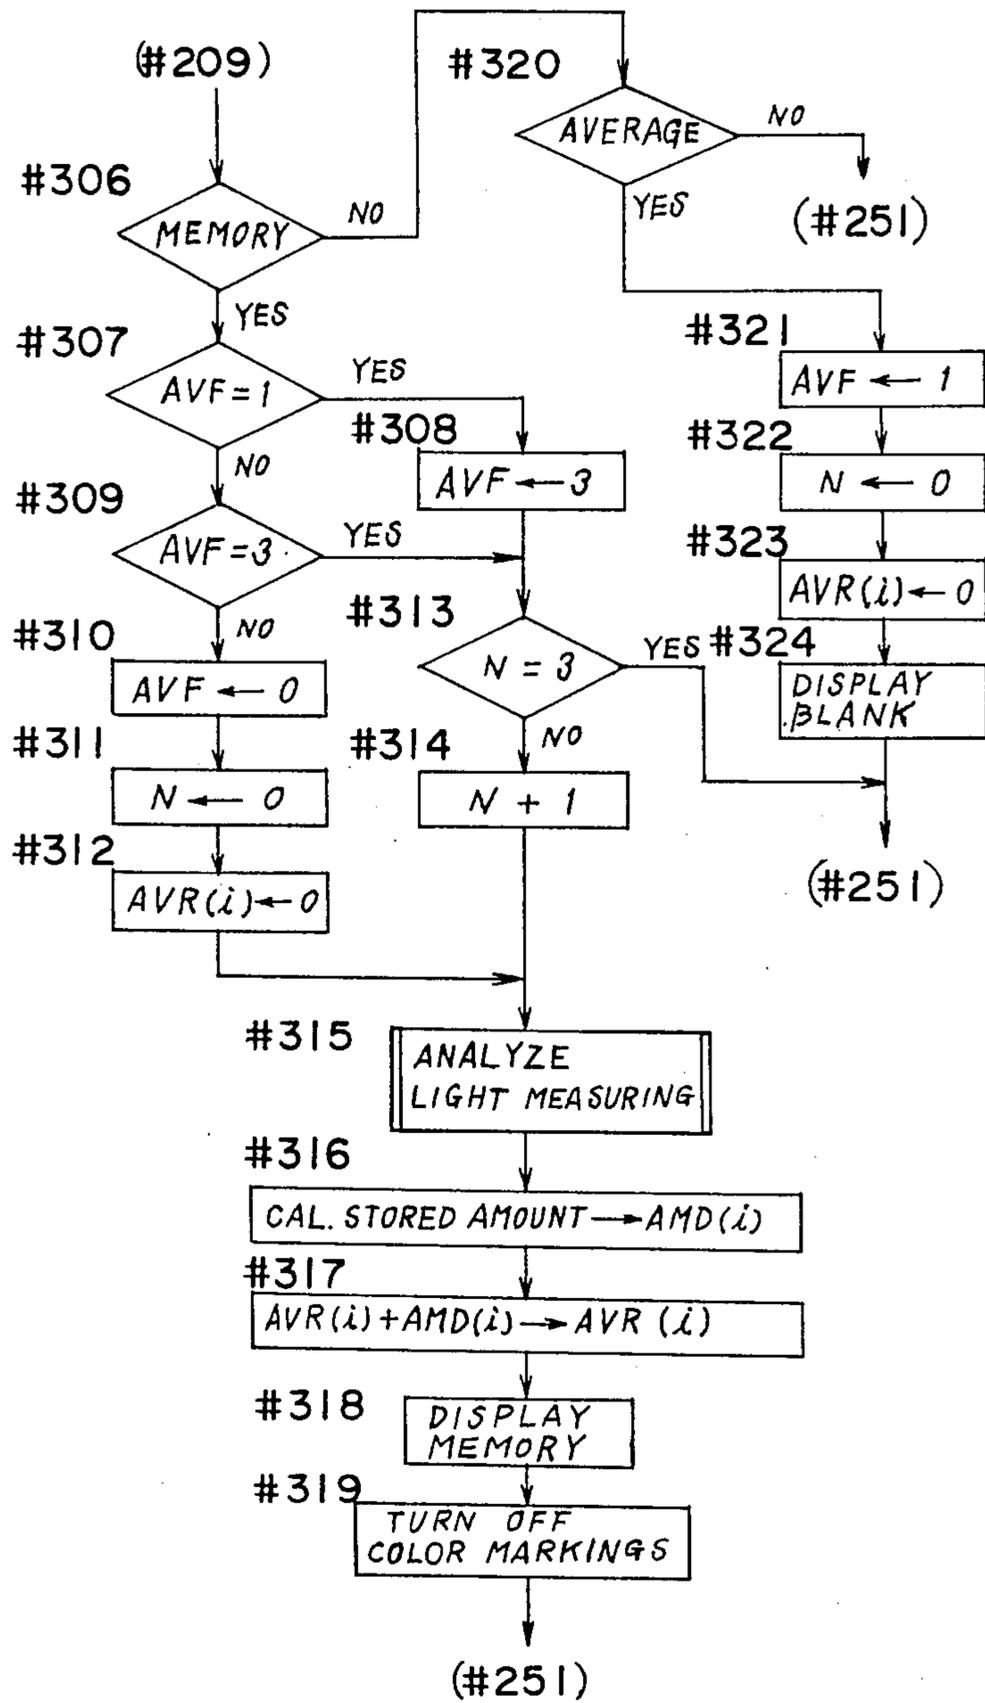 (#209)
#306
MEMORY
NO
YES
#307
AVF=1
YES
NO
#308
AVF ← 3
#309
AVF=3
YES
NO
#310
AVF ← 0
#311
N ← 0
#312
AVR(i) ← 0
#313
N = 3
YES
NO
#314
N + 1
#315
ANALYZE
LIGHT MEASURING
#316
CAL. STORED AMOUNT → AMD(i)
#317
AVR(i)+AMD(i) → AVR (i)
#318
DISPLAY
MEMORY
#319
TURN OFF
COLOR MARKINGS
(#251)
#320
AVERAGE
NO
(#251)
YES
#321
AVF ← 1
#322
N ← 0
#323
AVR(i) ← 0
#324
DISPLAY
BLANK
(#251)